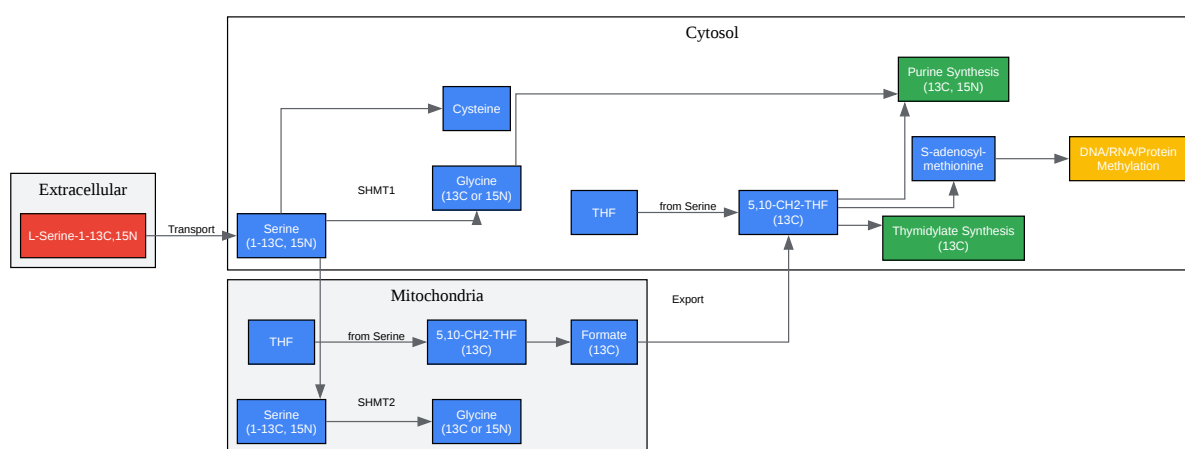 Cytosol
Purine Synthesis
(13C, 15N)
Cysteine
S-adenosyl-
methionine
DNA/RNA/Protein
Methylation
Extracellular
SHMT1
Glycine
(13C or 15N)
THF
from Serine
5,10-CH2-THF
(13C)
L-Serine-1-13C,15N
Transport
Serine
(1-13C, 15N)
Thymidylate Synthesis
(13C)
Mitochondria
Export
THF
from Serine
5,10-CH2-THF
(13C)
Formate
(13C)
Serine
(1-13C, 15N)
SHMT2
Glycine
(13C or 15N)